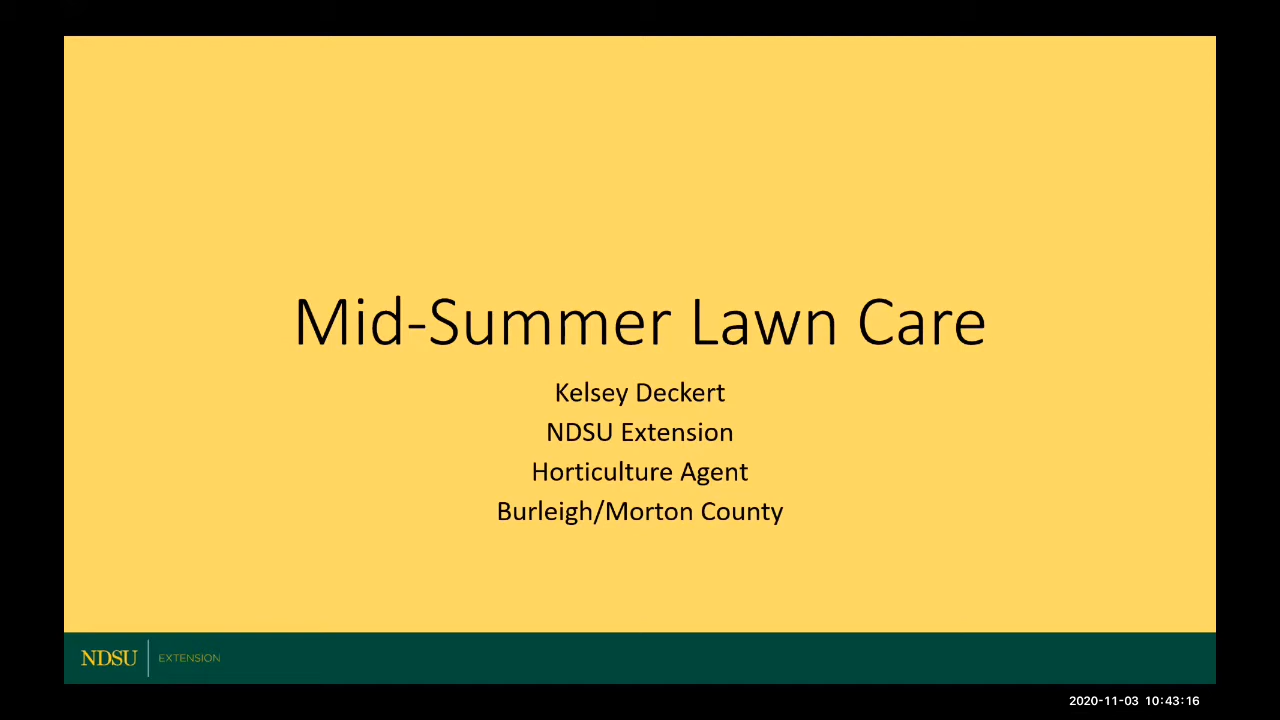 Mid-Summer Lawn Care
Kelsey Deckert
NDSU Extension
Horticulture Agent
Burleigh/Morton County
NDSU EXTENSION
2020-11-03 10:43:16